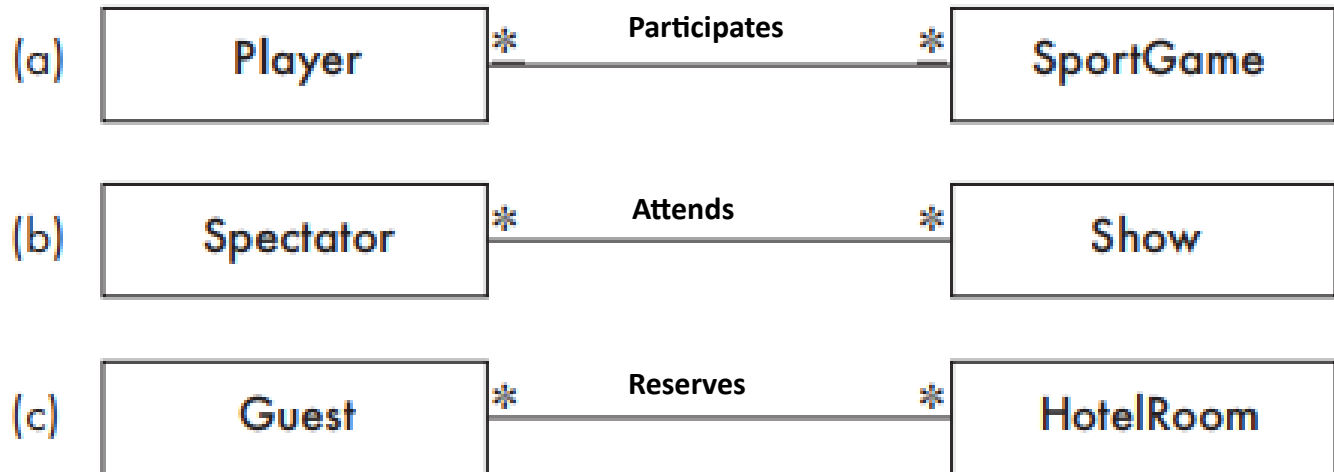 (a) Player * Participates * SportGame
(b) Spectator * Attends * Show
(c) Guest * Reserves * HotelRoom